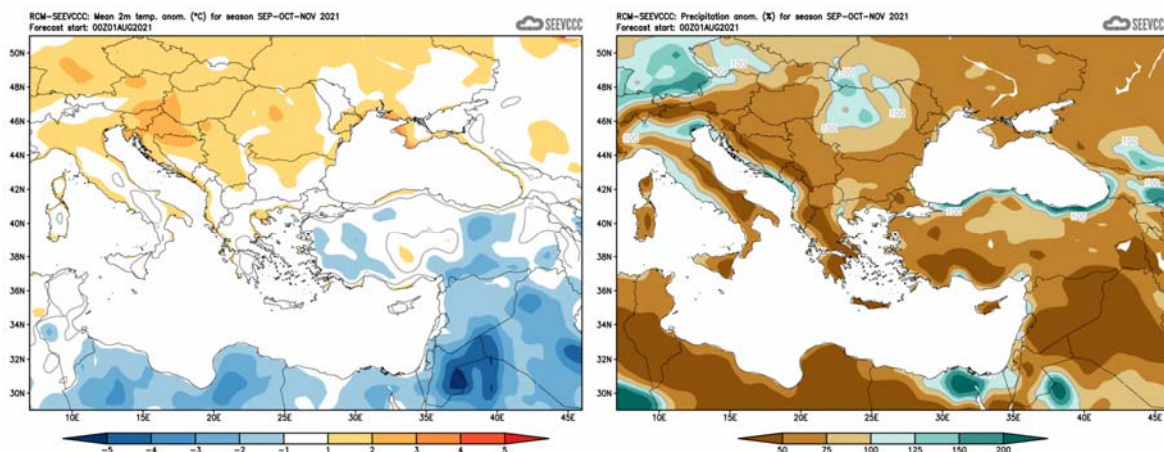 RCM-SEEVCCC: Mean 2m temp. anom. (°C) for season SEP-OCT-NOV 2021
Forecast start: 00Z01AUG2021
SEEVCCC
50N
48N
46N
44N
42N
40N
38N
36N
34N
32N
30N
10E 15E 20E 25E 30E 35E 40E 45E
-5 -4 -3 -2 -1 1 2 3 4 5
RCM-SEEVCCC: Precipitation anom. (%) for season SEP-OCT-NOV 2021
Forecast start: 00Z01AUG2021
SEEVCCC
50N
48N
46N
44N
42N
40N
38N
36N
34N
32N
30N
100
100
100
100
100
100
100
100
100
10E 15E 20E 25E 30E 35E 40E 45E
50 75 100 125 150 200